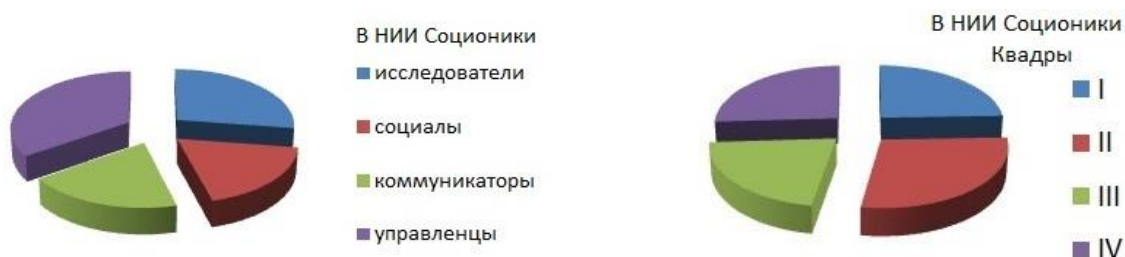 В НИИ Соционики
исследователи
социалы
коммуникаторы
управленцы
В НИИ Соционики
Квадры
I
II
III
IV